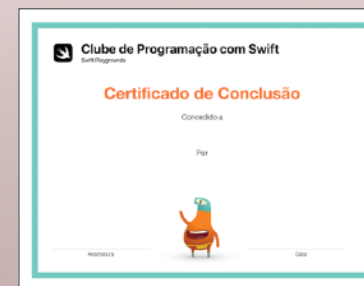 Clube de Programação com Swift
Swift Playgrounds
Certificado de Conclusão
Concedido a
Por
Assinatura
Data